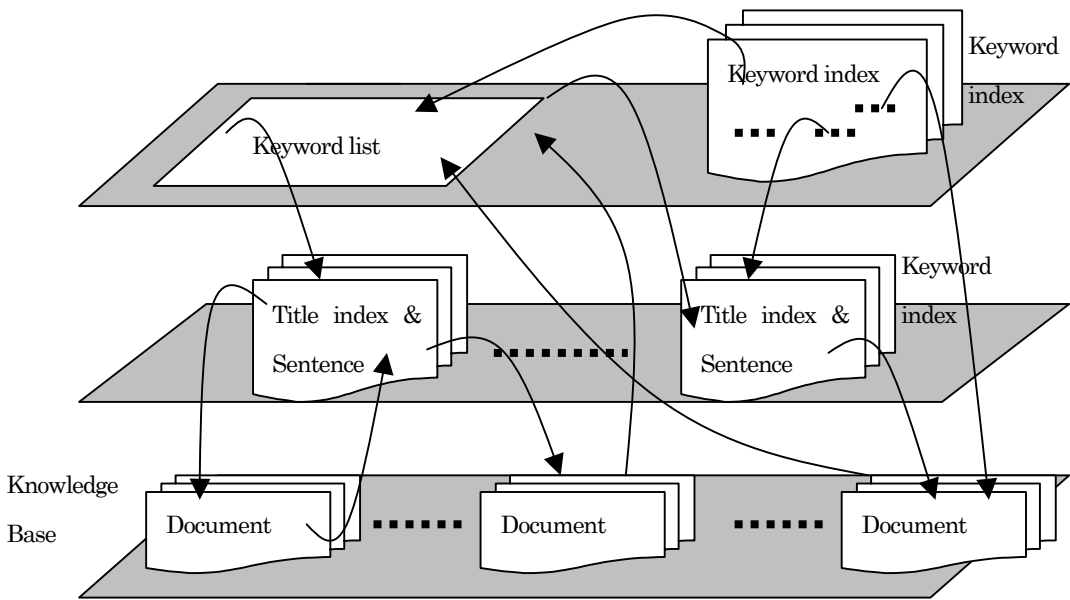 Keyword
index
Keyword index
Keyword list
Keyword
index
Title index &
Sentence
Title index &
Sentence
Knowledge
Base
Document
Document
Document